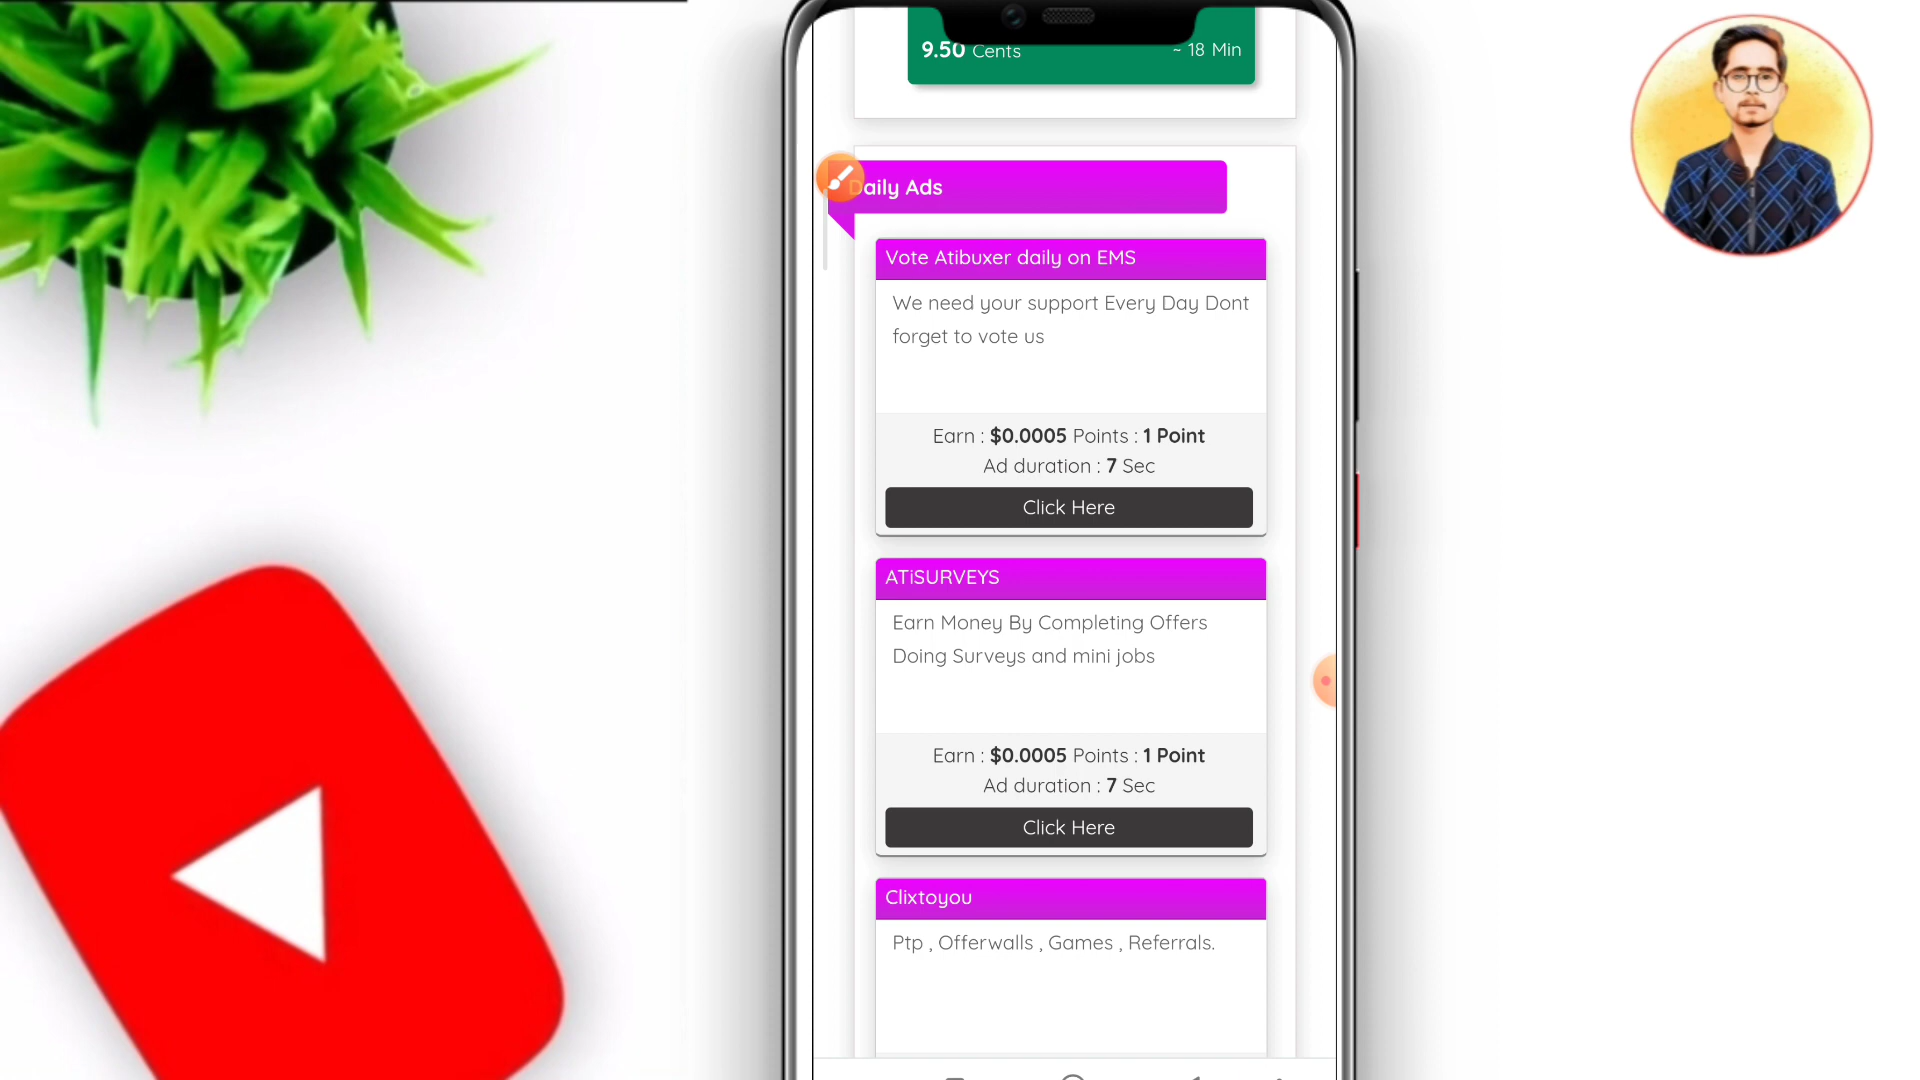 9.50 Cents ~ 18 Min
Daily Ads
Vote Atibuxer daily on EMS
We need your support Every Day Dont
forget to vote us
Earn : $0.0005 Points : 1 Point
Ad duration : 7 Sec
Click Here
ATiSURVEYS
Earn Money By Completing Offers
Doing Surveys and mini jobs
Earn : $0.0005 Points : 1 Point
Ad duration : 7 Sec
Click Here
Clixtoyou
Ptp , Offerwalls , Games , Referrals.